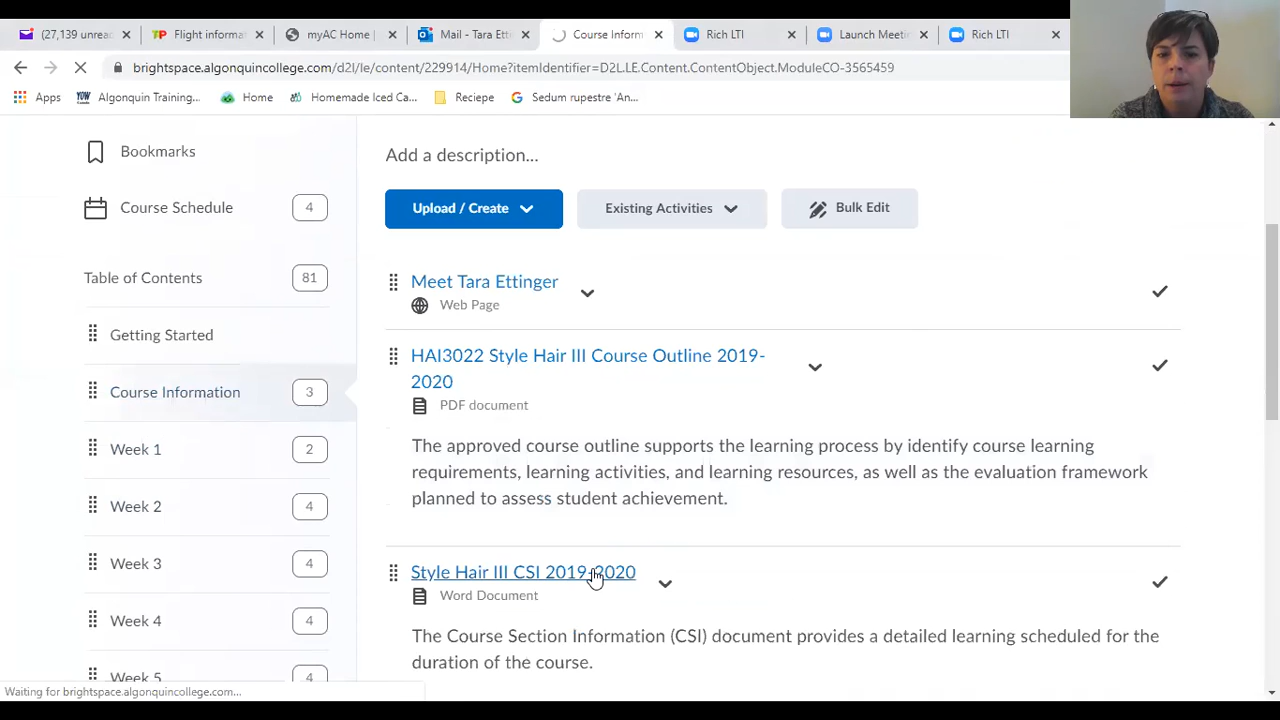 (27,139 unrea
Flight informa
myAC Home |
Mail - Tara Ett
Course Inform
Rich LTI
Launch Meeti
Rich LTI
brightspace.algonquincollege.com/d2l/le/content/229914/Home?itemIdentifier=D2L.LE.Content.ContentObject.ModuleCO-3565459
Apps
YOW
Algonquin Training...
Home
Homemade Iced Ca...
Reciepe
Sedum rupestre 'An...
Bookmarks
Course Schedule
4
Table of Contents
81
Getting Started
Course Information
3
Week 1
2
Week 2
4
Week 3
4
Week 4
4
Week 5
4
Add a description...
Upload / Create
Existing Activities
Bulk Edit
Meet Tara Ettinger
Web Page
HAI3022 Style Hair III Course Outline 2019-
2020
PDF document
The approved course outline supports the learning process by identify course learning
requirements, learning activities, and learning resources, as well as the evaluation framework
planned to assess student achievement.
Style Hair III CSI 2019-2020
Word Document
The Course Section Information (CSI) document provides a detailed learning scheduled for the
duration of the course.
Waiting for brightspace.algonquincollege.com...